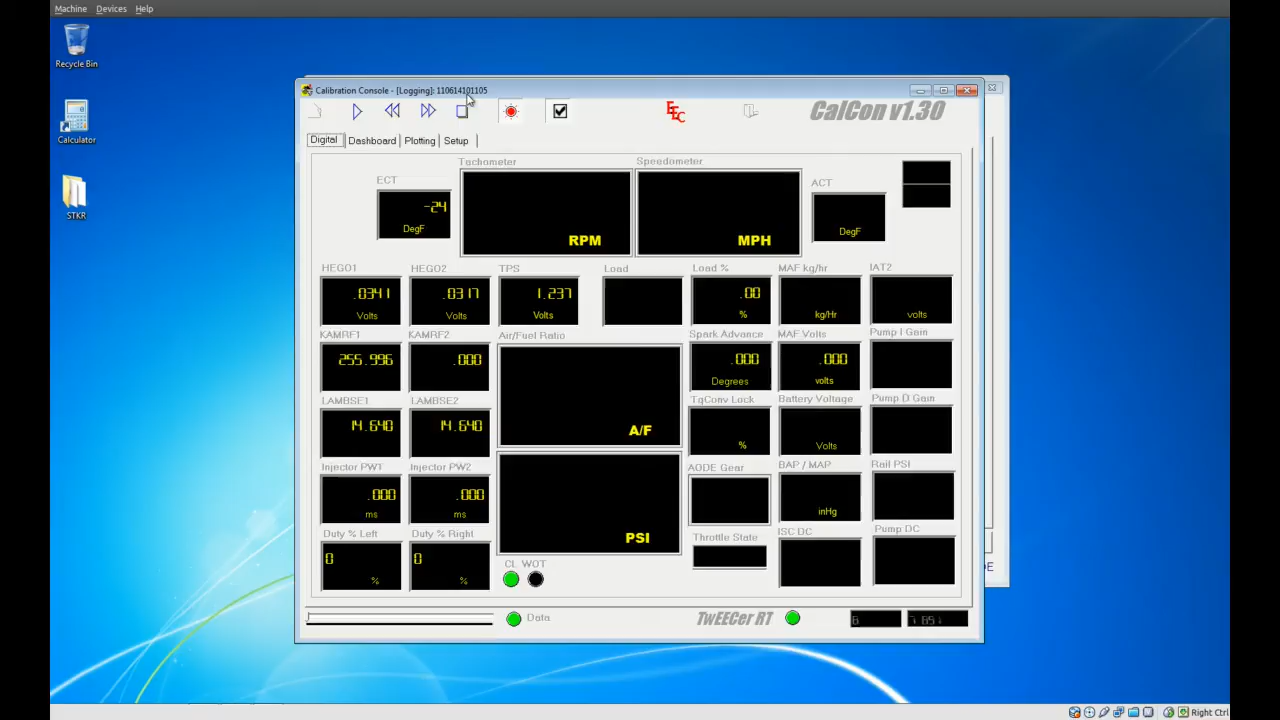 Machine Devices Help
Recycle Bin
Calculator
STKR
Calibration Console - [Logging]: 110614101105
EEC
CalCon v1.30
Digital Dashboard Plotting Setup
ECT Tachometer Speedometer ACT
-24
DegF RPM MPH DegF
HEGO1 HEGO2 TPS Load Load % MAF kg/hr IAT2
.0341 .0317 1.237 .00
Volts Volts Volts % kg/Hr volts
KAMRF1 KAMRF2 Air/Fuel Ratio Spark Advance MAF Volts Pump I Gain
255.996 .000 .000 .000
Degrees volts
LAMBSE1 LAMBSE2 TqConv Lock Battery Voltage Pump D Gain
14.640 14.640
A/F % Volts
Injector PW1 Injector PW2 AODE Gear BAP / MAP Rail PSI
.000 .000
ms ms inHg
Duty % Left Duty % Right PSI Throttle State ISC DC Pump DC
0 0
% %
CL WOT
DE
Data TwEECer RT 6
Right Ctrl